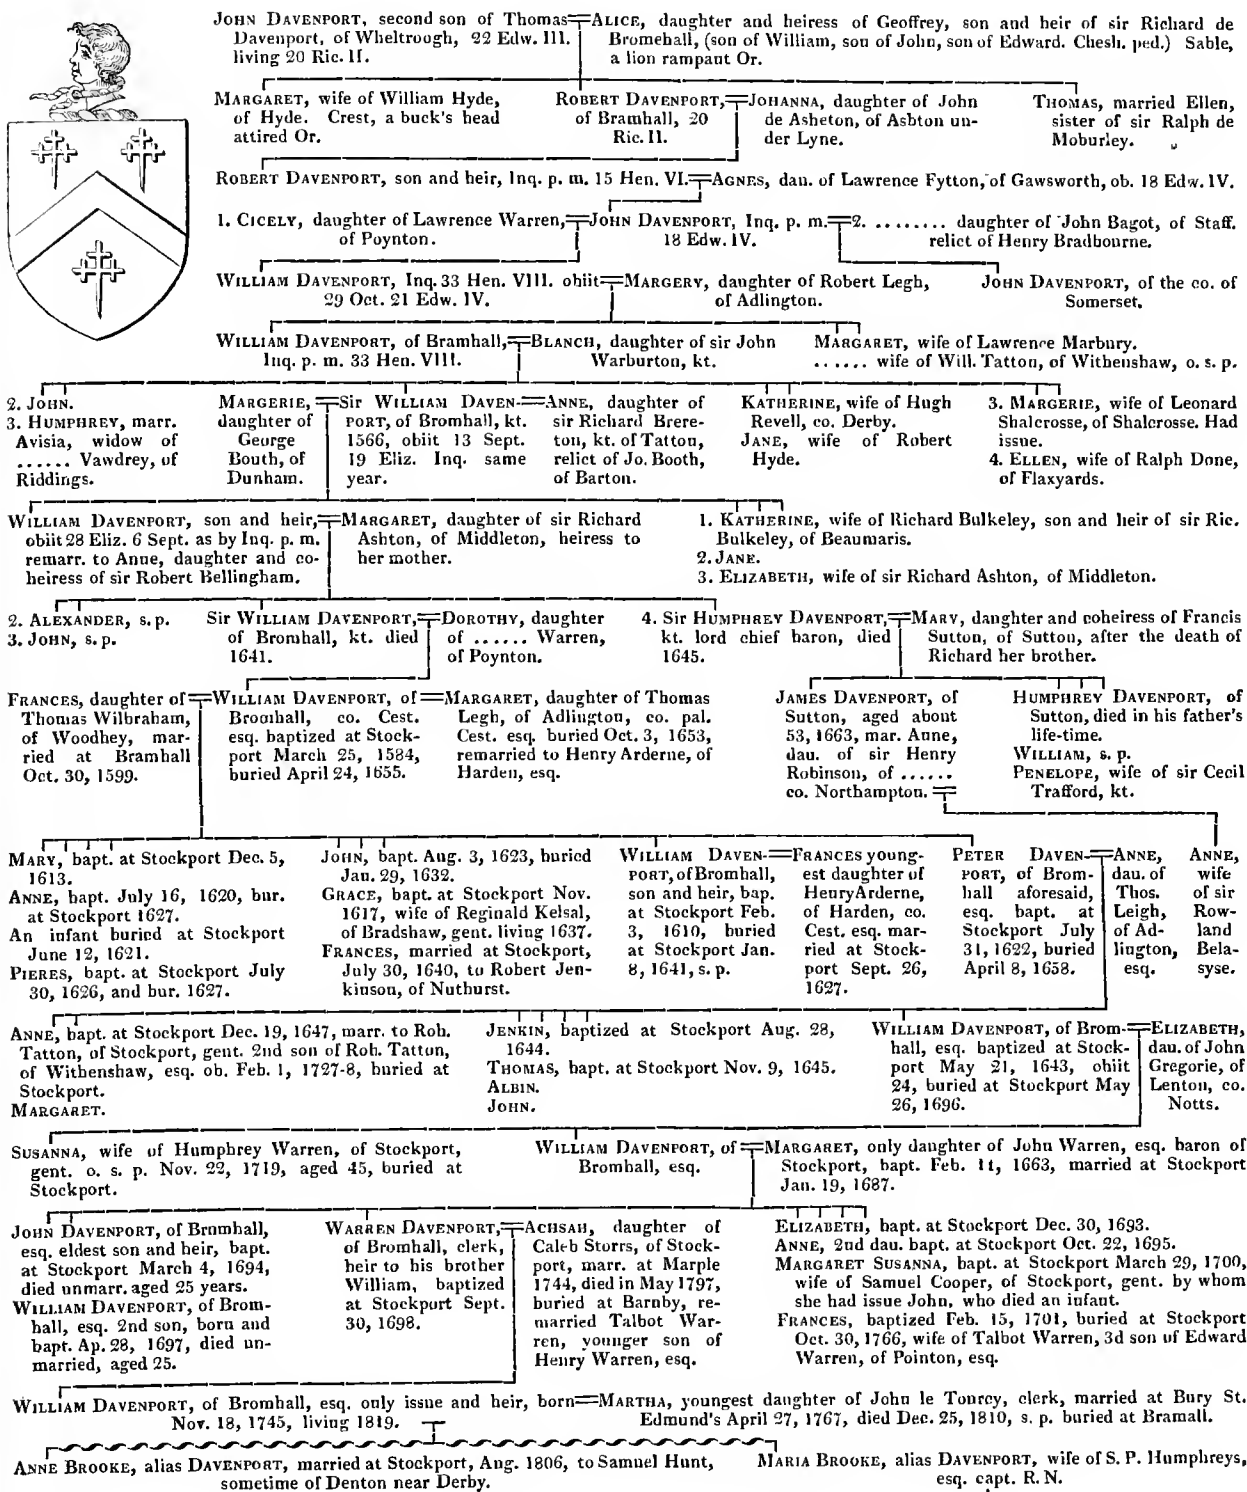 JOHN DAVENPORT, second son of Thomas
Davenport, of Wheltrough, 22 Edw. III.
living 20 Ric. II.
ALICE, daughter and heiress of Geoffrey, son and heir of sir Richard de
Bromehall, (son of William, son of John, son of Edward. Chesh. ped.) Sable,
a lion rampant Or.
MARGARET, wife of William Hyde,
of Hyde. Crest, a buck's head
attired Or.
ROBERT DAVENPORT,
of Bramhall, 20
Ric. II.
JOHANNA, daughter of John
de Asheton, of Ashton un-
der Lyne.
THOMAS, married Ellen,
sister of sir Ralph de
Moburley.
ROBERT DAVENPORT, son and heir, Inq. p. m. 15 Hen. VI.
AGNES, dau. of Lawrence Fytton, of Gawsworth, ob. 18 Edw. IV.
1. CICELY, daughter of Lawrence Warren,
of Poynton.
JOHN DAVENPORT, Inq. p. m.
18 Edw. IV.
2. ........ daughter of John Bagot, of Staff.
relict of Henry Bradbourne.
WILLIAM DAVENPORT, Inq. 33 Hen. VIII. obiit
29 Oct. 21 Edw. IV.
MARGERY, daughter of Robert Legh,
of Adlington.
JOHN DAVENPORT, of the co. of
Somerset.
WILLIAM DAVENPORT, of Bramhall,
Inq. p. m. 33 Hen. VIII.
BLANCH, daughter of sir John
Warburton, kt.
MARGARET, wife of Lawrence Marbury.
...... wife of Will. Tatton, of Withenshaw, o. s. p.
2. JOHN.
3. HUMPHREY, marr.
Avisia, widow of
...... Vawdrey, of
Riddings.
MARGERIE,
daughter of
George
Bouth, of
Dunham.
Sir WILLIAM DAVEN-
PORT, of Bromhall, kt.
1566, obiit 13 Sept.
19 Eliz. Inq. same
year.
ANNE, daughter of
sir Richard Brere-
ton, kt. of Tatton,
relict of Jo. Booth,
of Barton.
KATHERINE, wife of Hugh
Revell, co. Derby.
JANE, wife of Robert
Hyde.
3. MARGERIE, wife of Leonard
Shalcrosse, of Shalcrosse. Had
issue.
4. ELLEN, wife of Ralph Done,
of Flaxyards.
WILLIAM DAVENPORT, son and heir,
obiit 28 Eliz. 6 Sept. as by Inq. p. m.
remarr. to Anne, daughter and co-
heiress of sir Robert Bellingham.
MARGARET, daughter of sir Richard
Ashton, of Middleton, heiress to
her mother.
1. KATHERINE, wife of Richard Bulkeley, son and heir of sir Ric.
Bulkeley, of Beaumaris.
2. JANE.
3. ELIZABETH, wife of sir Richard Ashton, of Middleton.
2. ALEXANDER, s. p.
3. JOHN, s. p.
Sir WILLIAM DAVENPORT,
of Bromhall, kt. died
1641.
DOROTHY, daughter
of ...... Warren,
of Poynton.
4. Sir HUMPHREY DAVENPORT,
kt. lord chief baron, died
1645.
MARY, daughter and coheiress of Francis
Sutton, of Sutton, after the death of
Richard her brother.
FRANCES, daughter of
Thomas Wilbraham,
of Woodhey, mar-
ried at Bramhall
Oct. 30, 1599.
WILLIAM DAVENPORT, of
Bromhall, co. Cest.
esq. baptized at Stock-
port March 25, 1584,
buried April 24, 1655.
MARGARET, daughter of Thomas
Legh, of Adlington, co. pal.
Cest. esq. buried Oct. 3, 1653,
remarried to Henry Arderne, of
Harden, esq.
JAMES DAVENPORT, of
Sutton, aged about
53, 1663, mar. Anne,
dau. of sir Henry
Robinson, of ......
co. Northampton.
HUMPHREY DAVENPORT, of
Sutton, died in his father's
life-time.
WILLIAM, s. p.
PENELOPE, wife of sir Cecil
Trafford, kt.
MARY, bapt. at Stockport Dec. 5,
1613.
ANNE, bapt. July 16, 1620, bur.
at Stockport 1627.
An infant buried at Stockport
June 12, 1621.
PIERES, bapt. at Stockport July
30, 1626, and bur. 1627.
JOHN, bapt. Aug. 3, 1623, buried
Jan. 29, 1632.
GRACE, bapt. at Stockport Nov.
1617, wife of Reginald Kelsal,
of Bradshaw, gent. living 1637.
FRANCES, married at Stockport,
July 30, 1640, to Robert Jen-
kinson, of Nuthurst.
WILLIAM DAVEN-
PORT, of Bromhall,
son and heir, bap.
at Stockport Feb.
3, 1610, buried
at Stockport Jan.
8, 1641, s. p.
FRANCES young-
est daughter of
Henry Arderne,
of Harden, co.
Cest. esq. mar-
ried at Stock-
port Sept. 26,
1627.
PETER DAVEN-
PORT, of Brom-
hall aforesaid,
esq. bapt. at
Stockport July
31, 1622, buried
April 8, 1658.
ANNE,
dau. of
Thos.
Leigh,
of Ad-
lington,
esq.
ANNE,
wife
of sir
Row-
land
Bela-
syse.
ANNE, bapt. at Stockport Dec. 19, 1647, marr. to Rob.
Tatton, of Stockport, gent. 2nd son of Rob. Tatton,
of Withenshaw, esq. ob. Feb. 1, 1727-8, buried at
Stockport.
MARGARET.
JENKIN, baptized at Stockport Aug. 28,
1644.
THOMAS, bapt. at Stockport Nov. 9, 1645.
ALBIN.
JOHN.
WILLIAM DAVENPORT, of Brom-
hall, esq. baptized at Stock-
port May 21, 1643, obiit
24, buried at Stockport May
26, 1696.
ELIZABETH,
dau. of John
Gregorie, of
Lenton, co.
Notts.
SUSANNA, wife of Humphrey Warren, of Stockport,
gent. o. s. p. Nov. 22, 1719, aged 45, buried at
Stockport.
WILLIAM DAVENPORT, of
Bromhall, esq.
MARGARET, only daughter of John Warren, esq. baron of
Stockport, bapt. Feb. 11, 1663, married at Stockport
Jan. 19, 1687.
JOHN DAVENPORT, of Bromhall,
esq. eldest son and heir, bapt.
at Stockport March 4, 1694,
died unmarr. aged 25 years.
WILLIAM DAVENPORT, of Brom-
hall, esq. 2nd son, born and
bapt. Ap. 28, 1697, died un-
married, aged 25.
WARREN DAVENPORT,
of Bromhall, clerk,
heir to his brother
William, baptized
at Stockport Sept.
30, 1698.
ACHSAH, daughter of
Caleb Storrs, of Stock-
port, marr. at Marple
1744, died in May 1797,
buried at Barnby, re-
married Talbot War-
ren, younger son of
Henry Warren, esq.
ELIZABETH, bapt. at Stockport Dec. 30, 1693.
ANNE, 2nd dau. bapt. at Stockport Oct. 22, 1695.
MARGARET SUSANNA, bapt. at Stockport March 29, 1700,
wife of Samuel Cooper, of Stockport, gent. by whom
she had issue John, who died an infant.
FRANCES, baptized Feb. 15, 1701, buried at Stockport
Oct. 30, 1766, wife of Talbot Warren, 3d son of Edward
Warren, of Pointon, esq.
WILLIAM DAVENPORT, of Bromhall, esq. only issue and heir, born
Nov. 18, 1745, living 1819.
MARTHA, youngest daughter of John le Tourcy, clerk, married at Bury St.
Edmund's April 27, 1767, died Dec. 25, 1810, s. p. buried at Bramall.
ANNE BROOKE, alias DAVENPORT, married at Stockport, Aug. 1806, to Samuel Hunt,
sometime of Denton near Derby.
MARIA BROOKE, alias DAVENPORT, wife of S. P. Humphreys,
esq. capt. R. N.